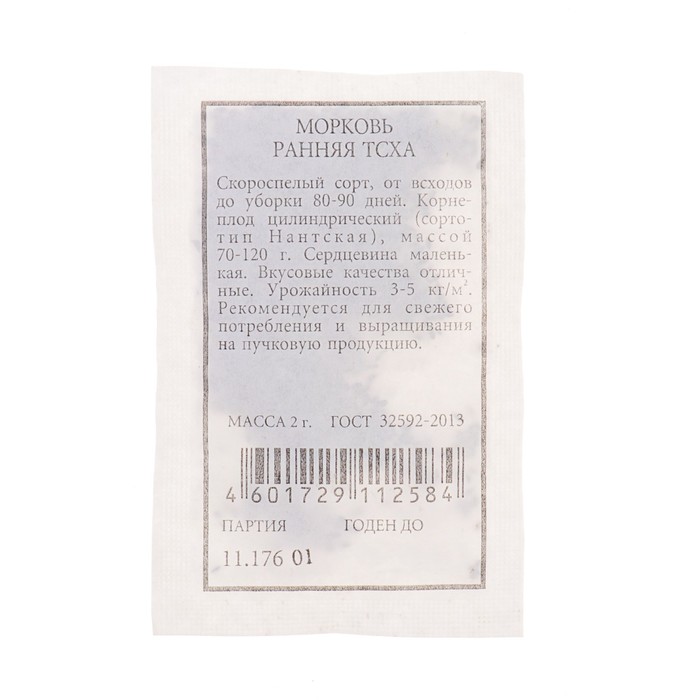 МОРКОВЬ
РАННЯЯ ТСХА
Скороспелый сорт, от всходов
до уборки 80-90 дней. Корне-
плод цилиндрический (сорто-
тип Нантская), массой
70-120 г. Сердцевина малень-
кая. Вкусовые качества отлич-
ные. Урожайность 3-5 кг/м².
Рекомендуется для свежего
потребления и выращивания
на пучковую продукцию.
МАССА 2 г. ГОСТ 32592-2013
4 601729 112584
ПАРТИЯ ГОДЕН ДО
11.176 01